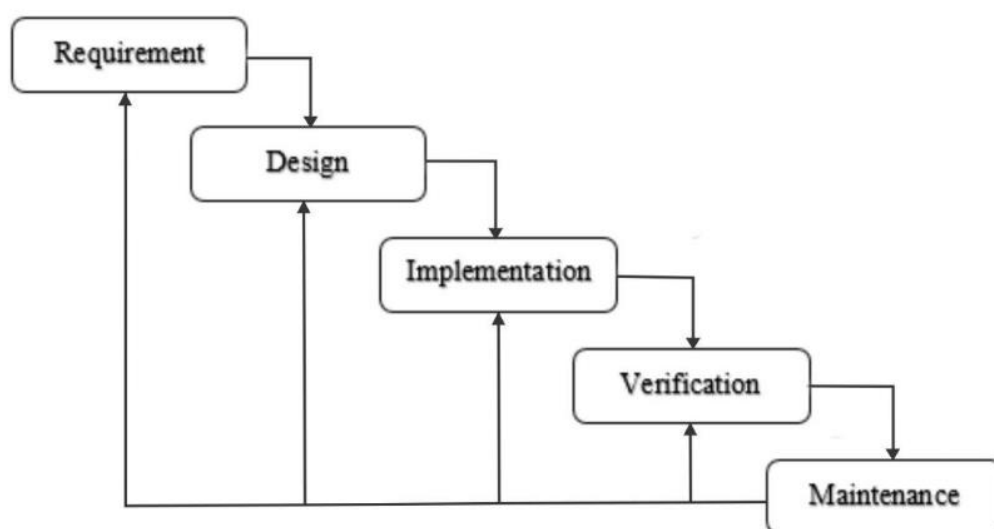 Requirement
Design
Implementation
Verification
Maintenance